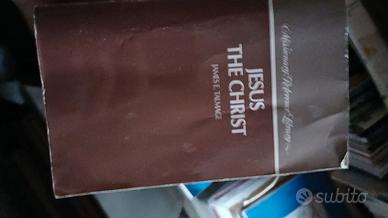 Missionary Reference Library
JESUS
THE CHRIST
JAMES E. TALMAGE
subito